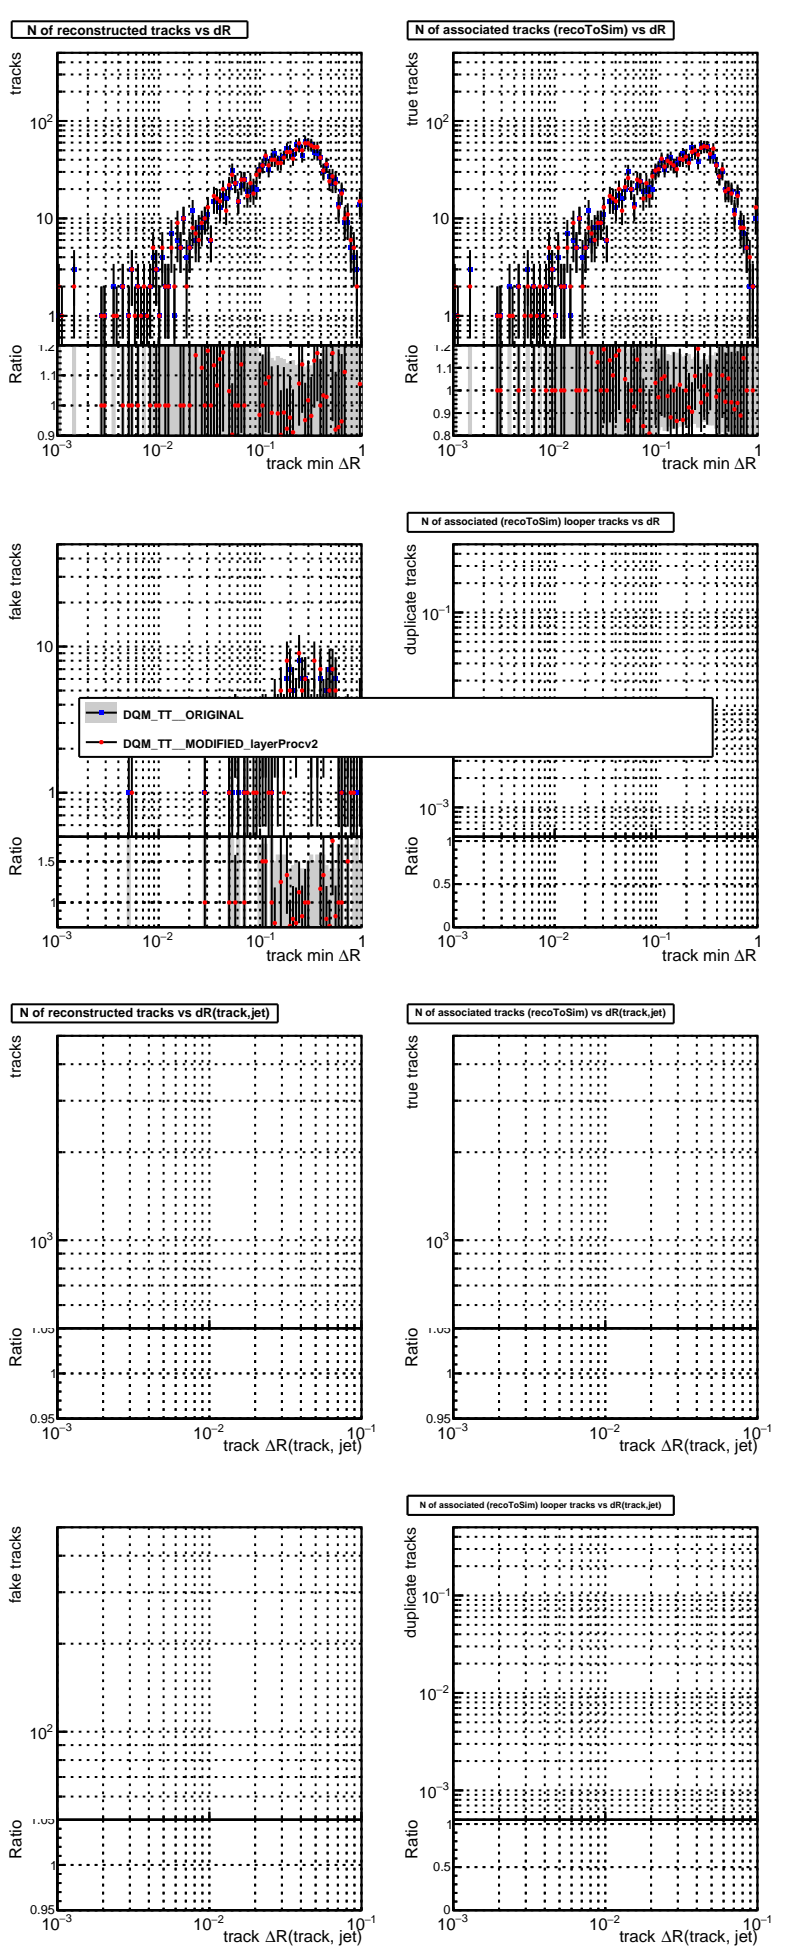 N of reconstructed tracks vs dR
N of associated tracks (recoToSim) vs dR
tracks
10²
10
1
Ratio
1.2
1.1
1
0.9
10⁻³
10⁻²
10⁻¹
1
track min ΔR
true tracks
10²
10
1
Ratio
1.2
1.1
1
0.9
0.8
10⁻³
10⁻²
10⁻¹
1
track min ΔR
N of associated (recoToSim) looper tracks vs dR
fake tracks
10
1
Ratio
1.5
1
10⁻³
10⁻²
10⁻¹
1
track min ΔR
duplicate tracks
10⁻¹
10⁻³
Ratio
1
0.5
0
10⁻³
10⁻²
10⁻¹
1
track min ΔR
DQM_TT__ORIGINAL
DQM_TT__MODIFIED_layerProcv2
N of reconstructed tracks vs dR(track,jet)
N of associated tracks (recoToSim) vs dR(track,jet)
tracks
10³
Ratio
1.05
1
0.95
10⁻³
10⁻²
10⁻¹
track ΔR(track, jet)
true tracks
10³
Ratio
1.05
1
0.95
10⁻³
10⁻²
10⁻¹
track ΔR(track, jet)
N of associated (recoToSim) looper tracks vs dR(track,jet)
fake tracks
10²
Ratio
1.05
1
0.95
10⁻³
10⁻²
10⁻¹
track ΔR(track, jet)
duplicate tracks
10⁻¹
10⁻²
10⁻³
Ratio
1
0.5
0
10⁻³
10⁻²
10⁻¹
track ΔR(track, jet)